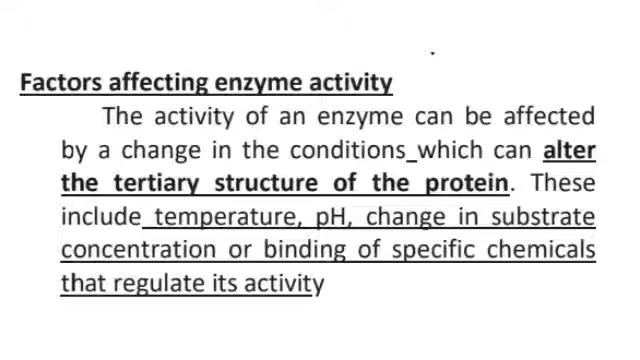 Factors affecting enzyme activity
The activity of an enzyme can be affected
by a change in the conditions which can alter
the tertiary structure of the protein. These
include temperature, pH, change in substrate
concentration or binding of specific chemicals
that regulate its activity